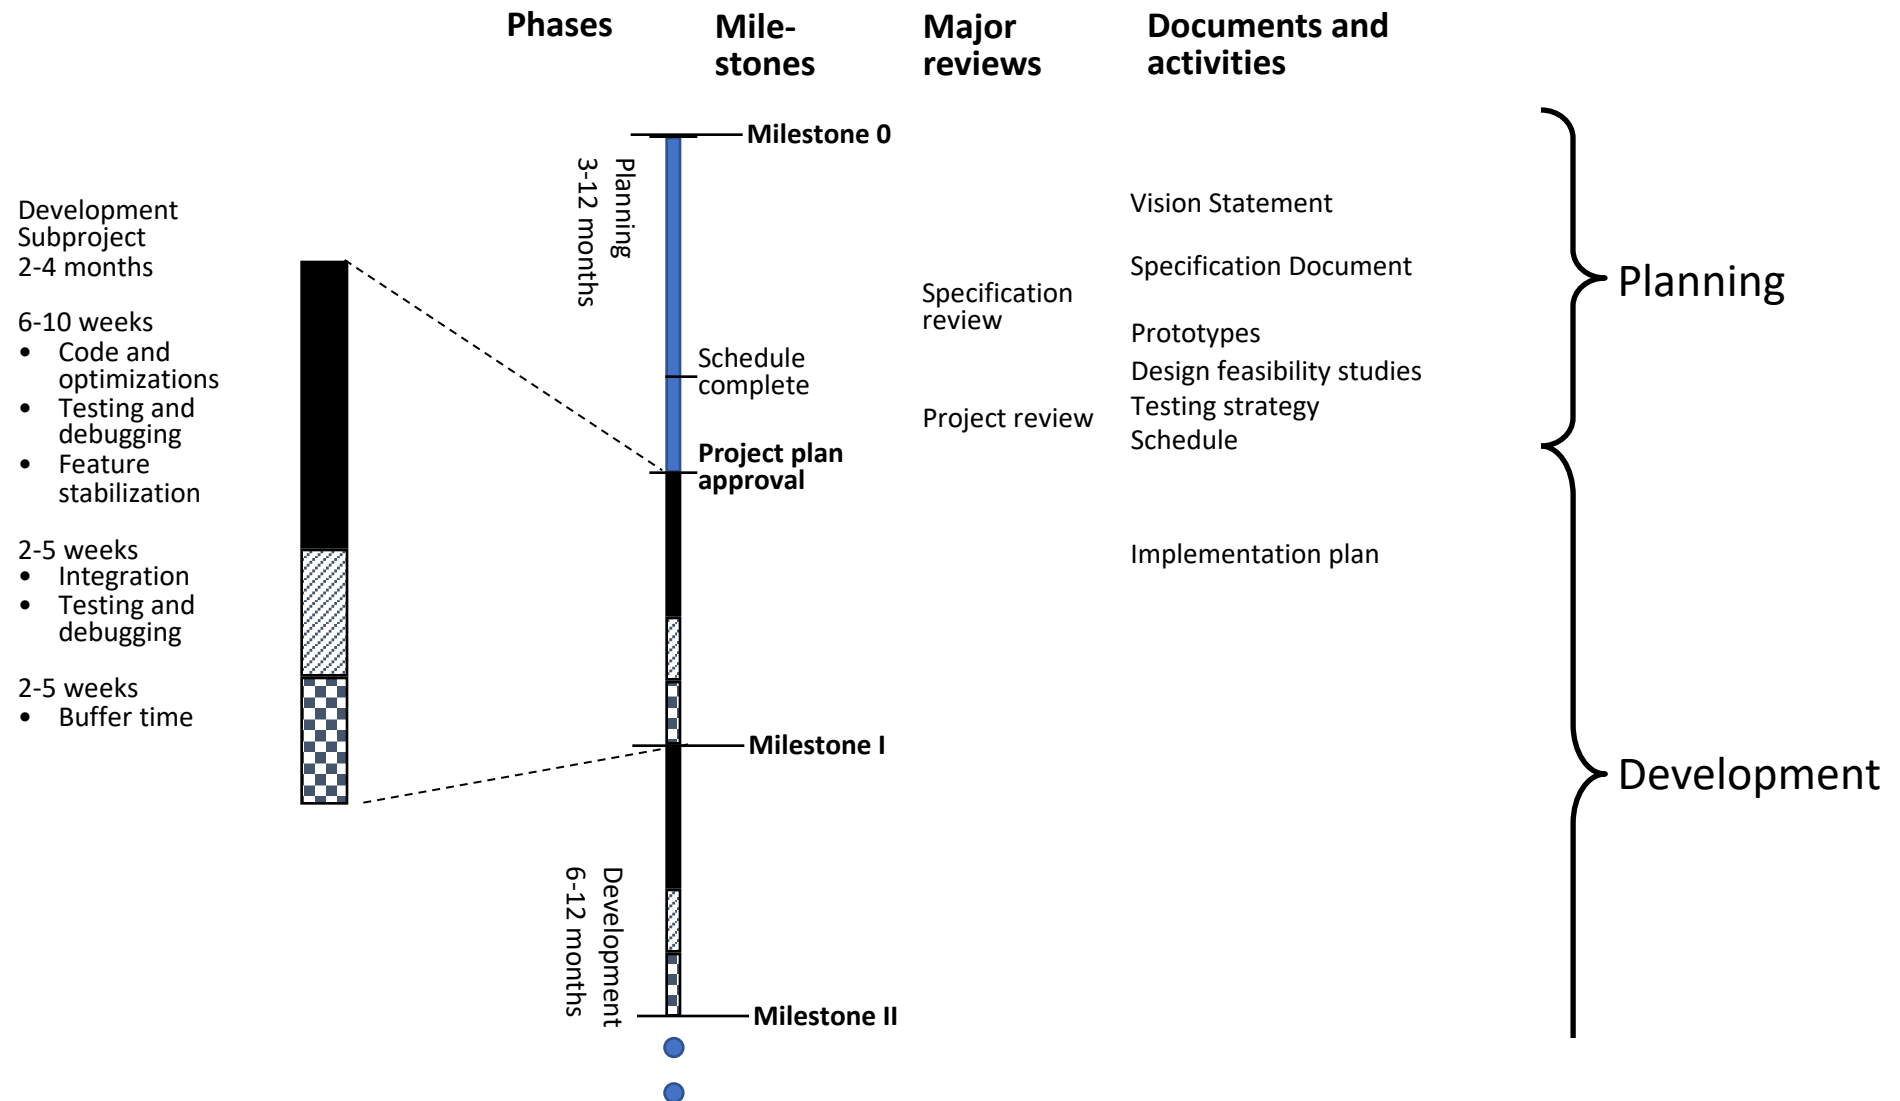 Phases
Mile-
stones
Major
reviews
Documents and
activities
Milestone 0
Planning
3-12 months
Vision Statement
Development
Subproject
2-4 months
Specification Document
Planning
Specification
review
6-10 weeks
• Code and
optimizations
• Testing and
debugging
• Feature
stabilization
Prototypes
Schedule
complete
Design feasibility studies
Testing strategy
Project review
Schedule
Project plan
approval
2-5 weeks
• Integration
• Testing and
debugging
Implementation plan
2-5 weeks
• Buffer time
Milestone I
Development
Development
6-12 months
Milestone II